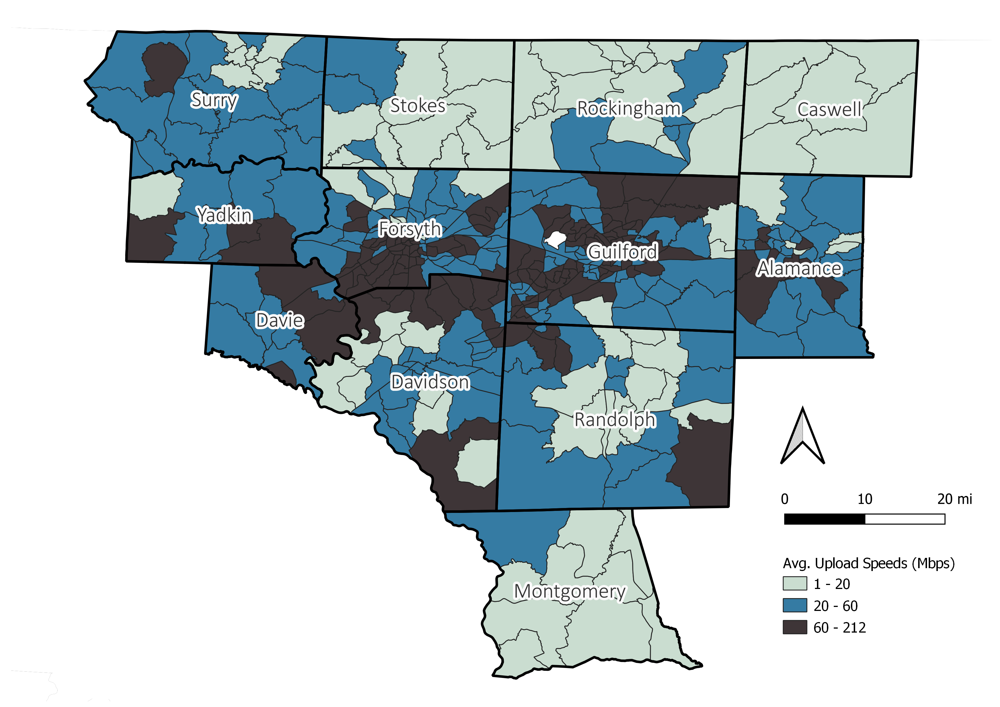 Surry
Stokes
Rockingham
Caswell
Yadkin
Forsyth
Guilford
Alamance
Davie
Davidson
Randolph
Montgomery
0 10 20 mi
Avg. Upload Speeds (Mbps)
1 - 20
20 - 60
60 - 212